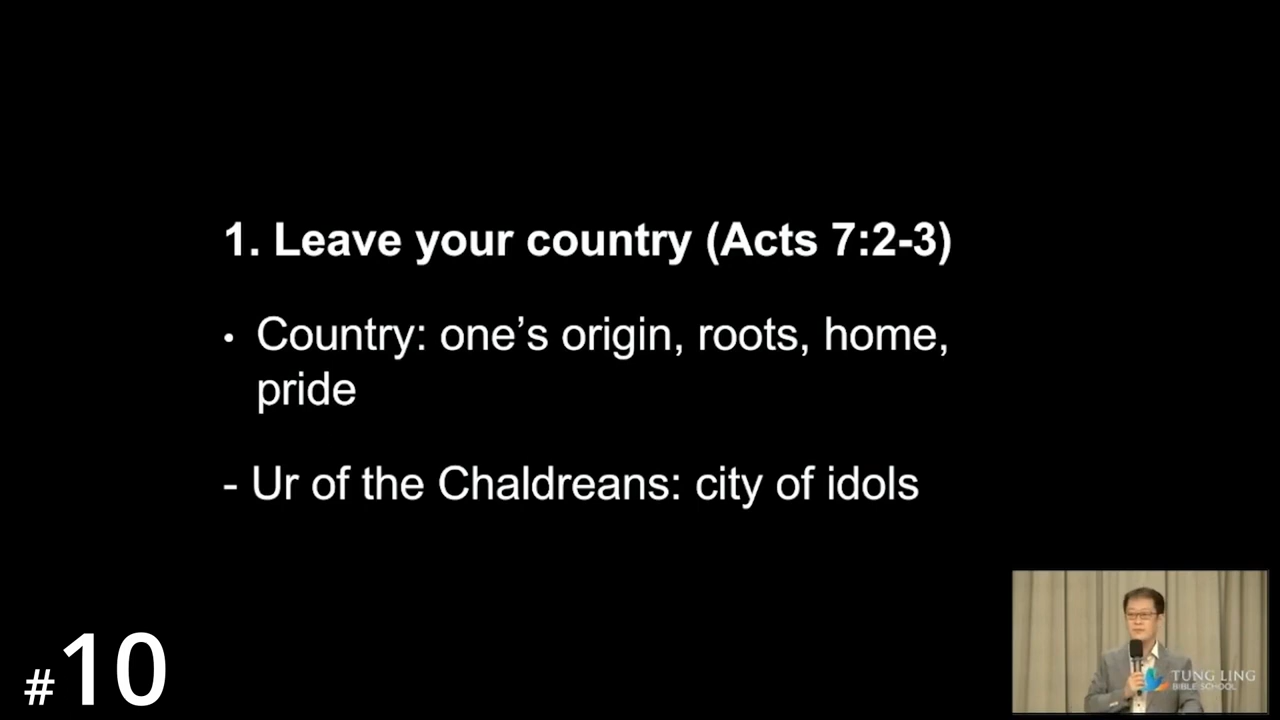 1. Leave your country (Acts 7:2-3)
• Country: one’s origin, roots, home,
pride
- Ur of the Chaldreans: city of idols
#10
TUNG LING
BIBLE SCHOOL